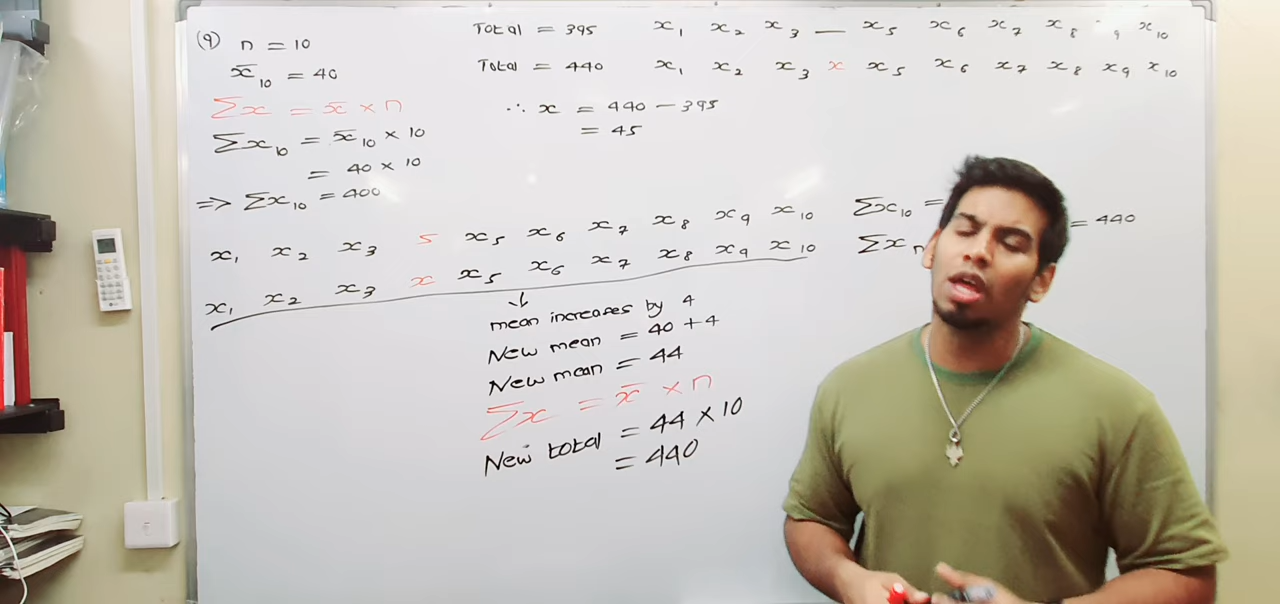 (9) n = 10
x̄₁₀ = 40
Σx = x̄ × n
Σx₁₀ = x̄₁₀ × 10
= 40 × 10
⇒ Σx₁₀ = 400
Total = 395 x₁ x₂ x₃ — x₅ x₆ x₇ x₈ 9 x₁₀
Total = 440 x₁ x₂ x₃ x x₅ x₆ x₇ x₈ x₉ x₁₀
∴ x = 440 − 395
= 45
x₁ x₂ x₃ 5 x₅ x₆ x₇ x₈ x₉ x₁₀
x₁ x₂ x₃ x x₅ x₆ x₇ x₈ x₉ x₁₀
mean increases by 4
New mean = 40 + 4
New mean = 44
Σx = x̄ × n
New total = 44 × 10
= 440
Σx₁₀ =
Σx n = 440